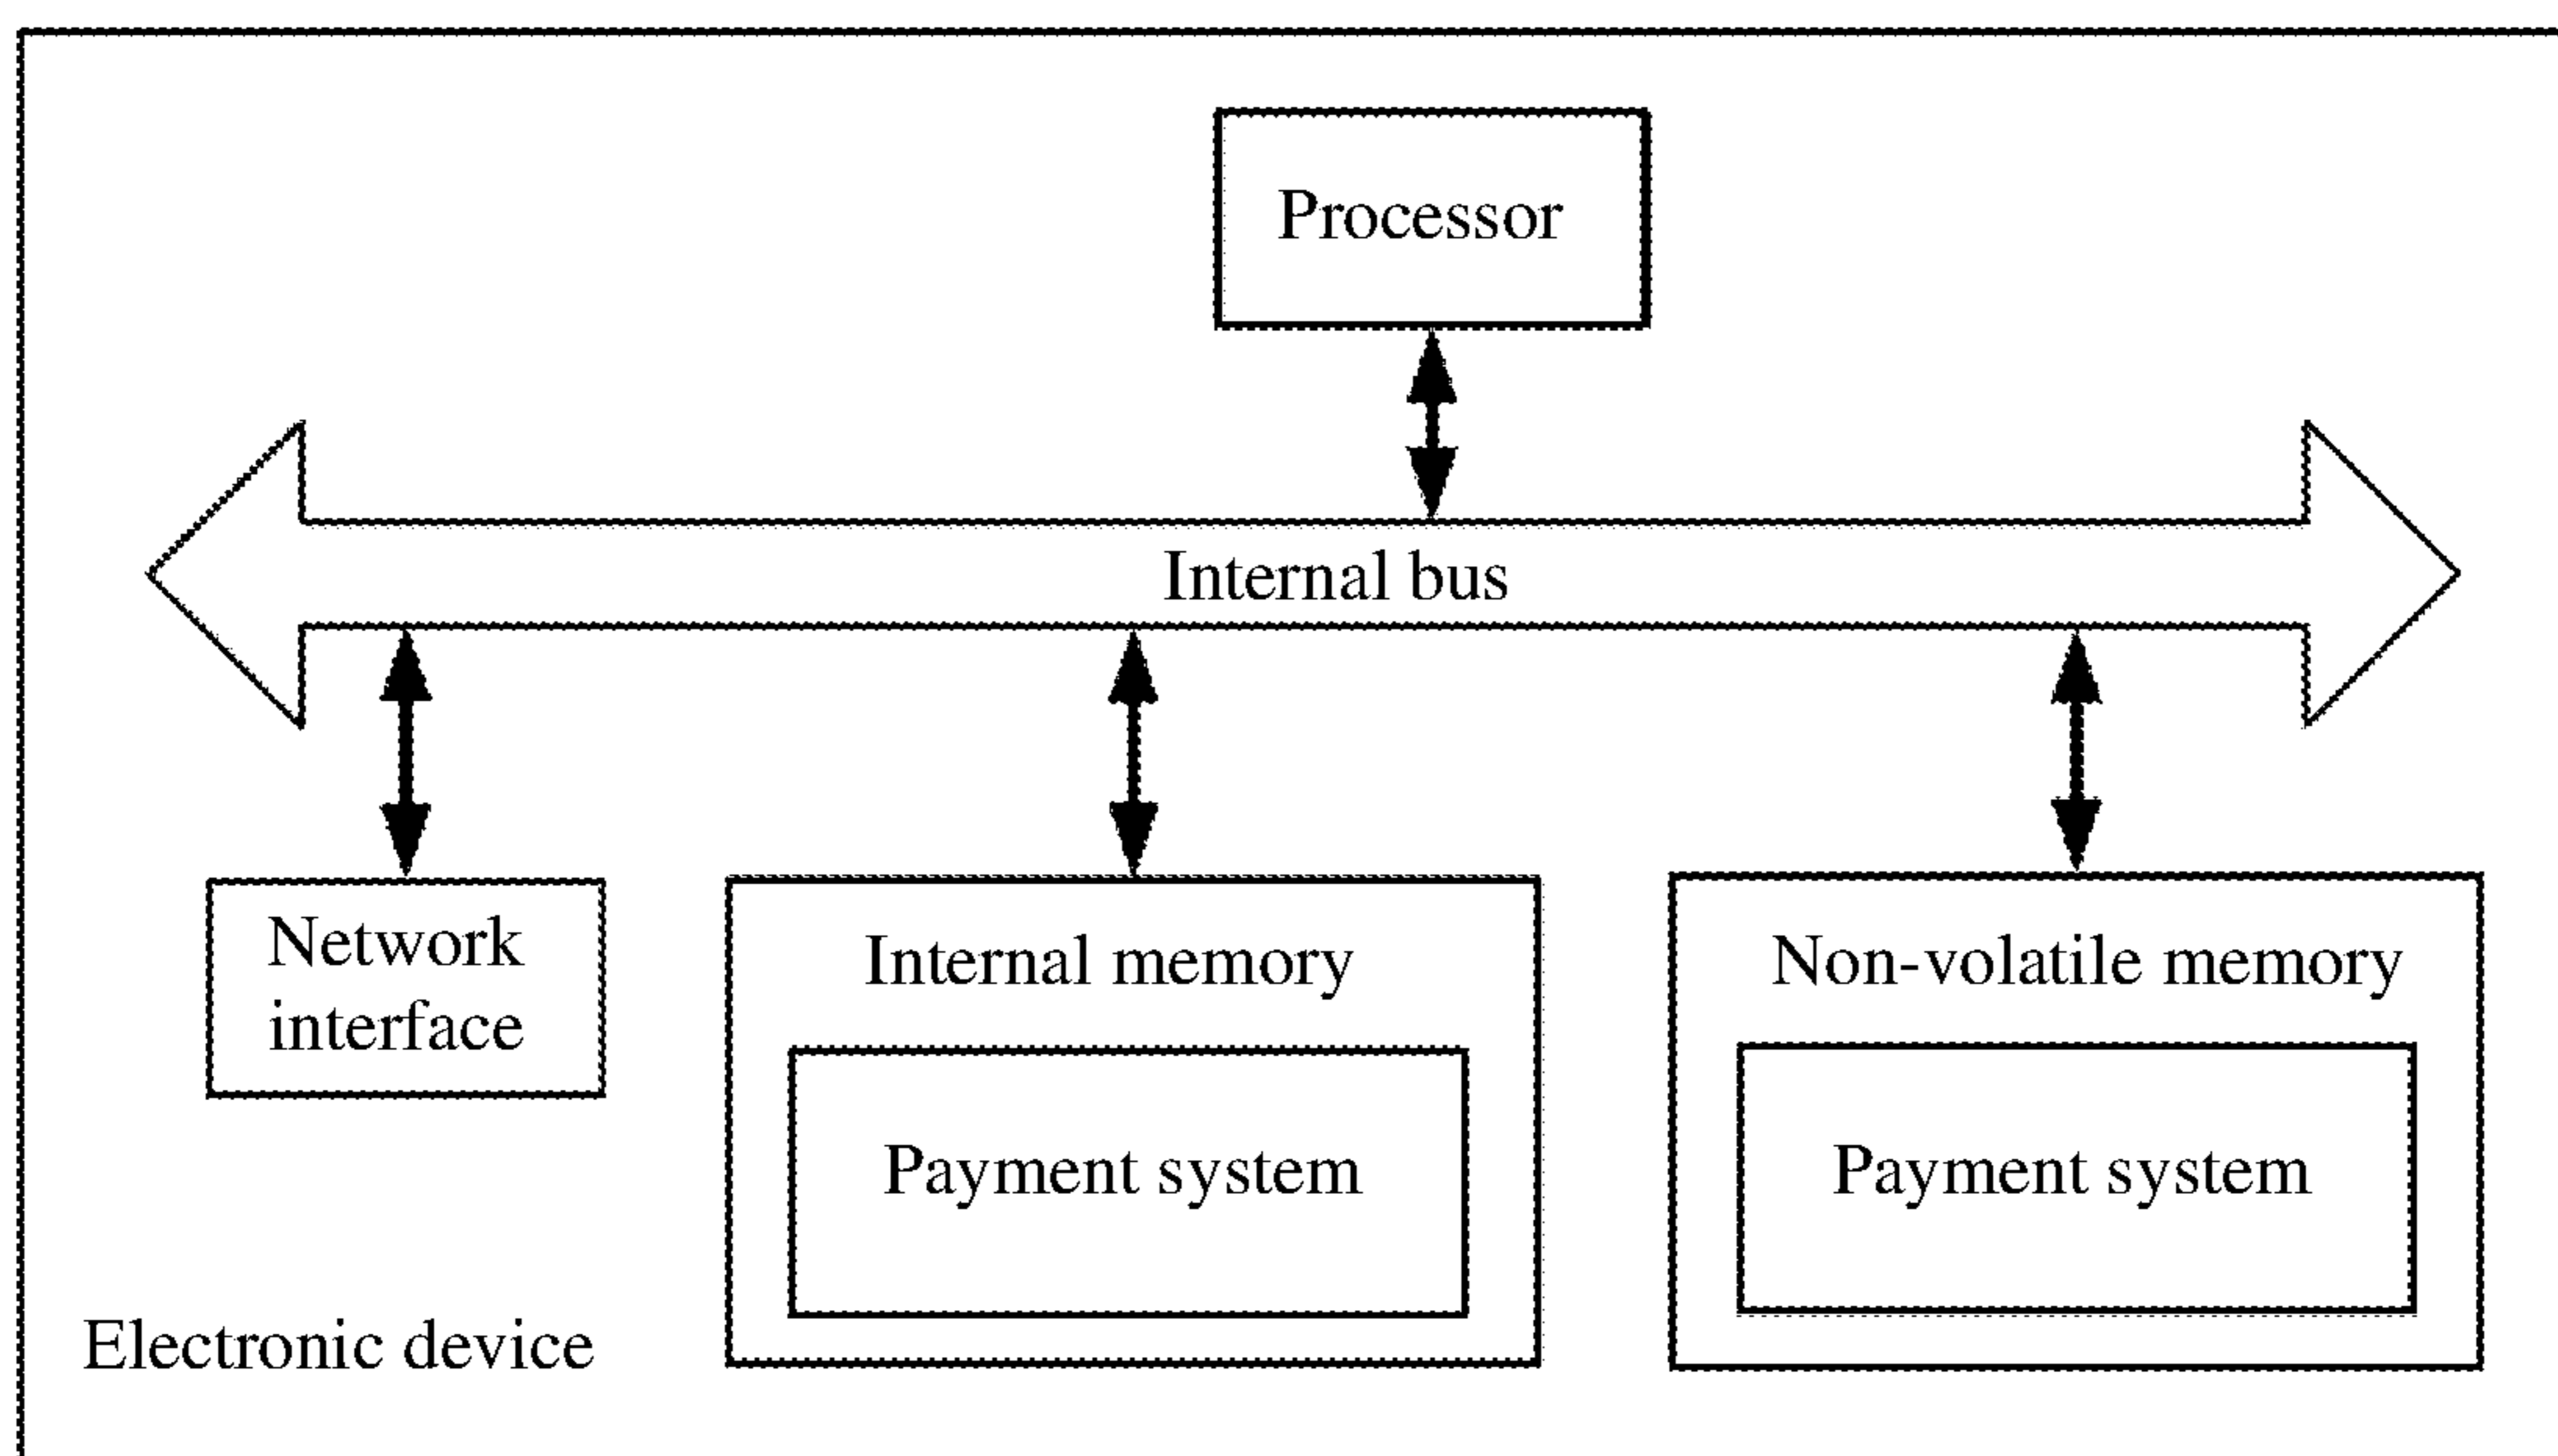 Processor
Internal bus
Network
interface
Internal memory
Non-volatile memory
Payment system
Payment system
Electronic device